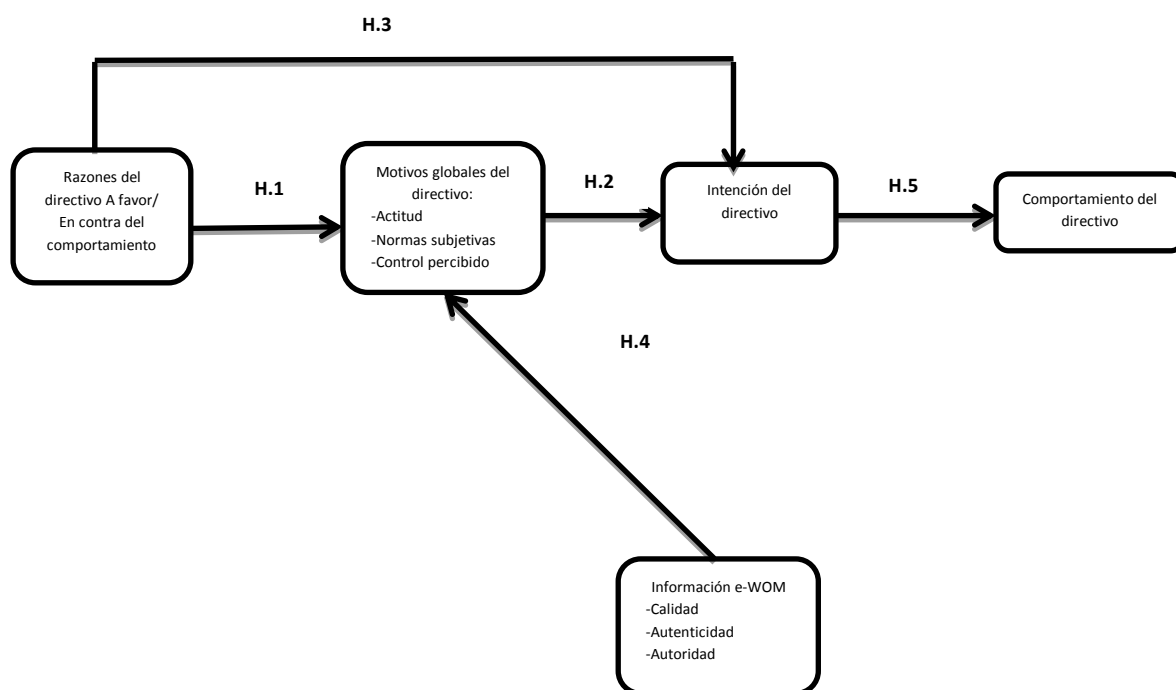 H.3
Razones del
directivo A favor/
En contra del
comportamiento
H.1
Motivos globales del
directivo:
-Actitud
-Normas subjetivas
-Control percibido
H.2
Intención del
directivo
H.5
Comportamiento del
directivo
H.4
Información e-WOM
-Calidad
-Autenticidad
-Autoridad